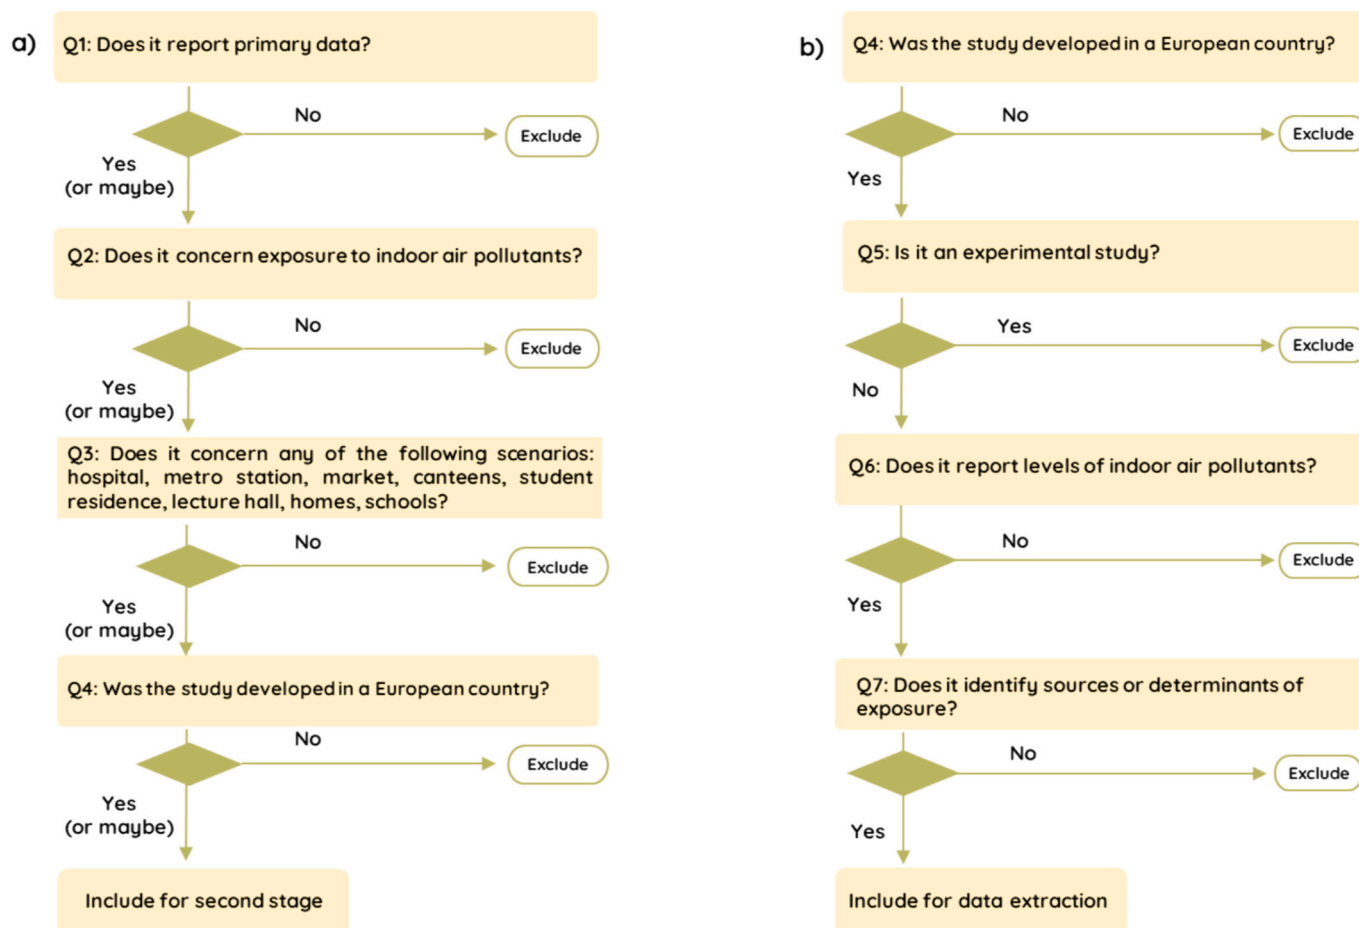 a)
Q1: Does it report primary data?
No
Exclude
Yes
(or maybe)
Q2: Does it concern exposure to indoor air pollutants?
No
Exclude
Yes
(or maybe)
Q3: Does it concern any of the following scenarios:
hospital, metro station, market, canteens, student
residence, lecture hall, homes, schools?
No
Exclude
Yes
(or maybe)
Q4: Was the study developed in a European country?
No
Exclude
Yes
(or maybe)
Include for second stage
b)
Q4: Was the study developed in a European country?
No
Exclude
Yes
Q5: Is it an experimental study?
Yes
Exclude
No
Q6: Does it report levels of indoor air pollutants?
No
Exclude
Yes
Q7: Does it identify sources or determinants of
exposure?
No
Exclude
Yes
Include for data extraction